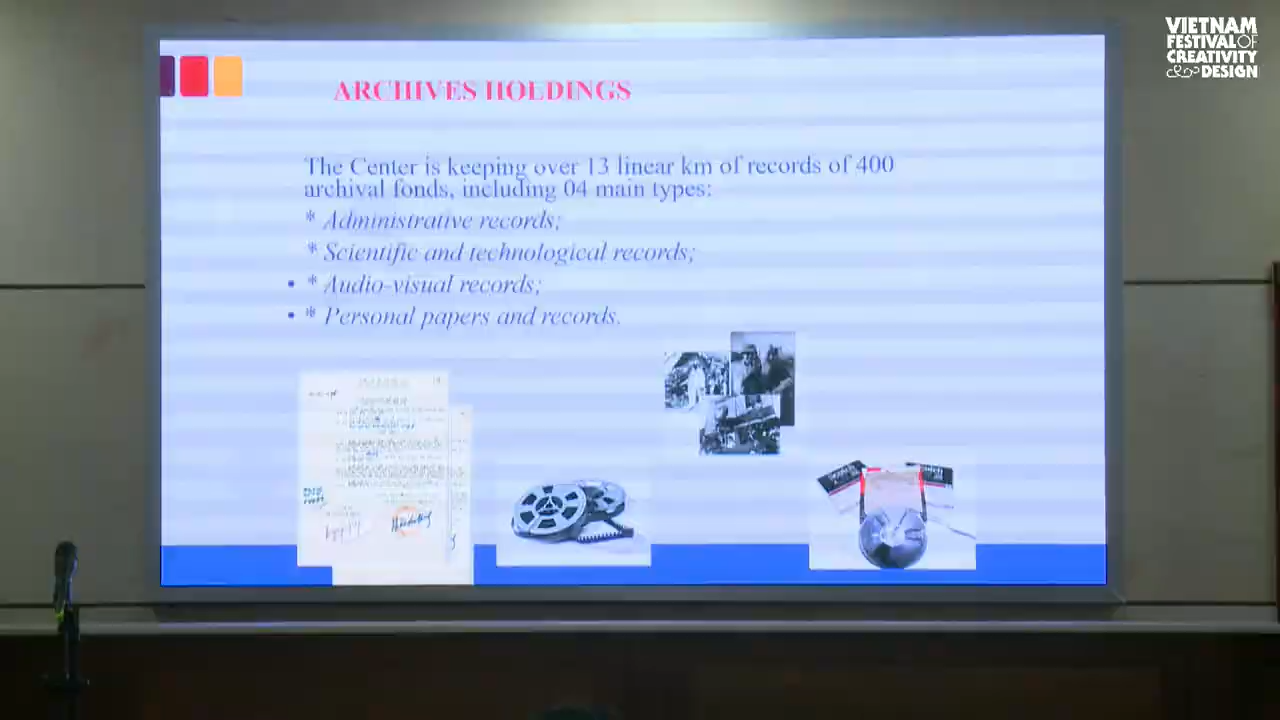 VIETNAM
FESTIVAL OF
CREATIVITY
& DESIGN
ARCHIVES HOLDINGS
The Center is keeping over 13 linear km of records of 400
archival fonds, including 04 main types:
* Administrative records;
* Scientific and technological records;
• * Audio-visual records;
• * Personal papers and records.